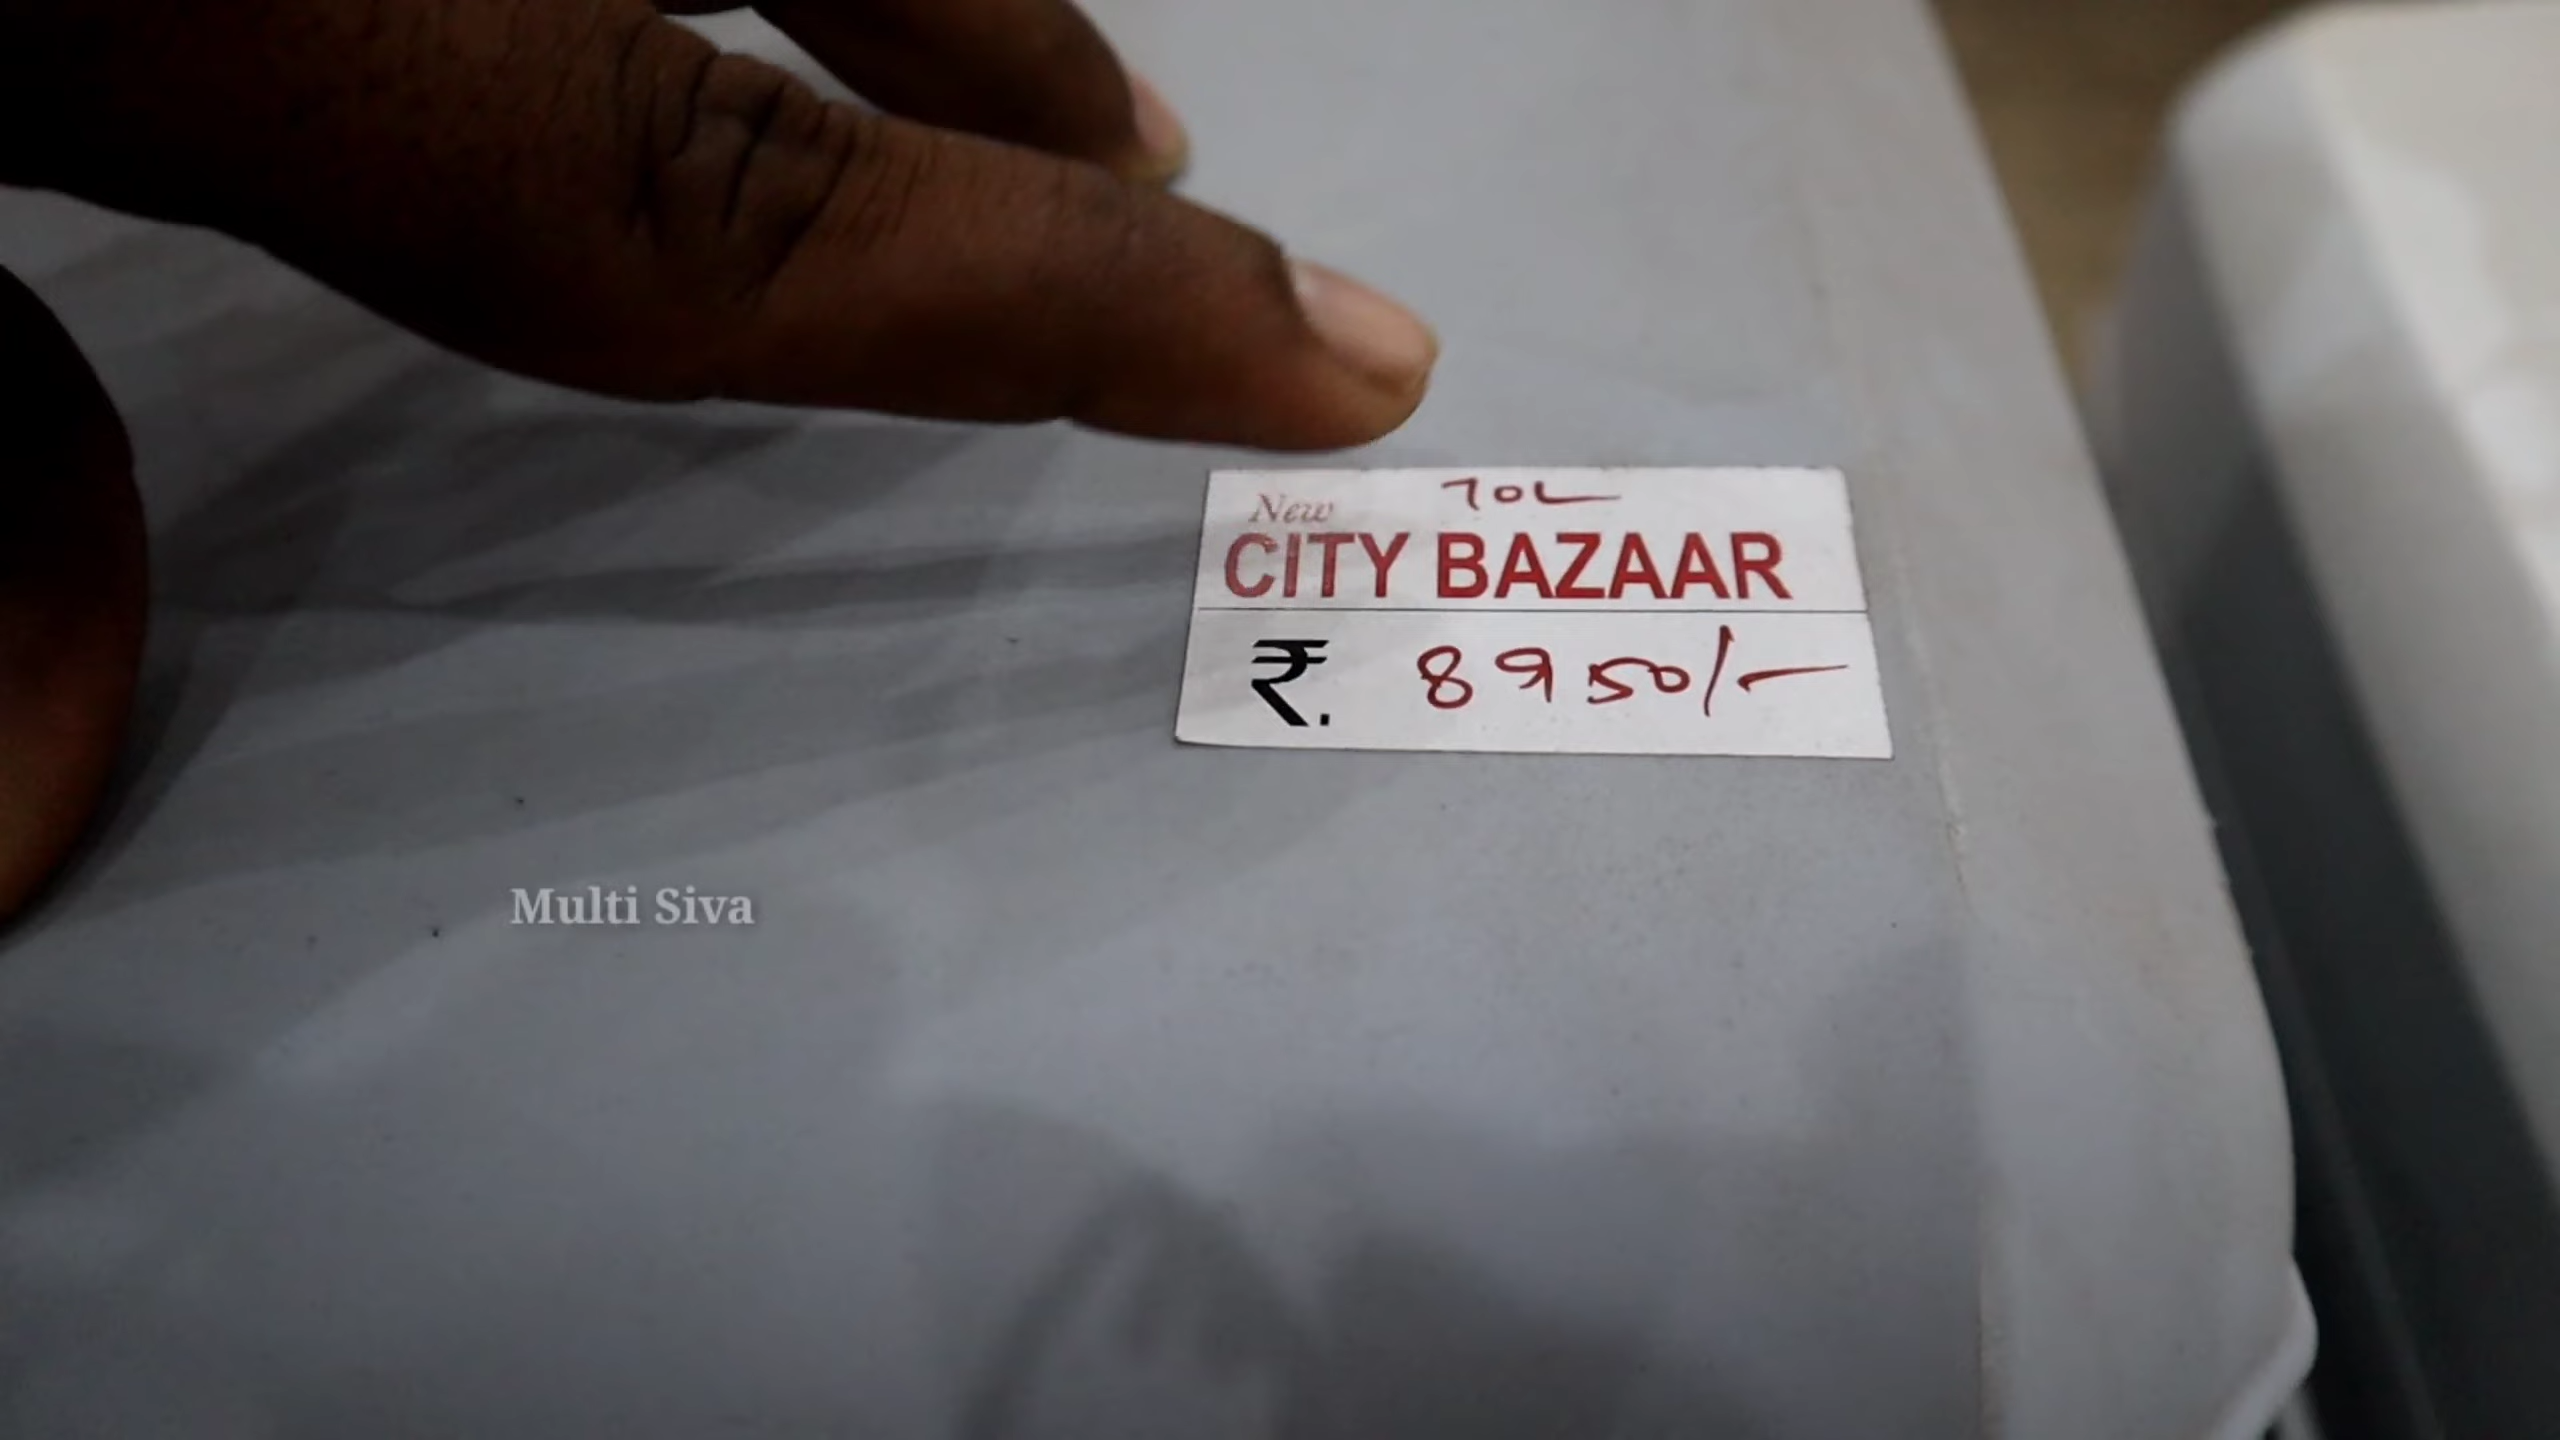 70L
New
CITY BAZAAR
₹. 8950/-
Multi Siva